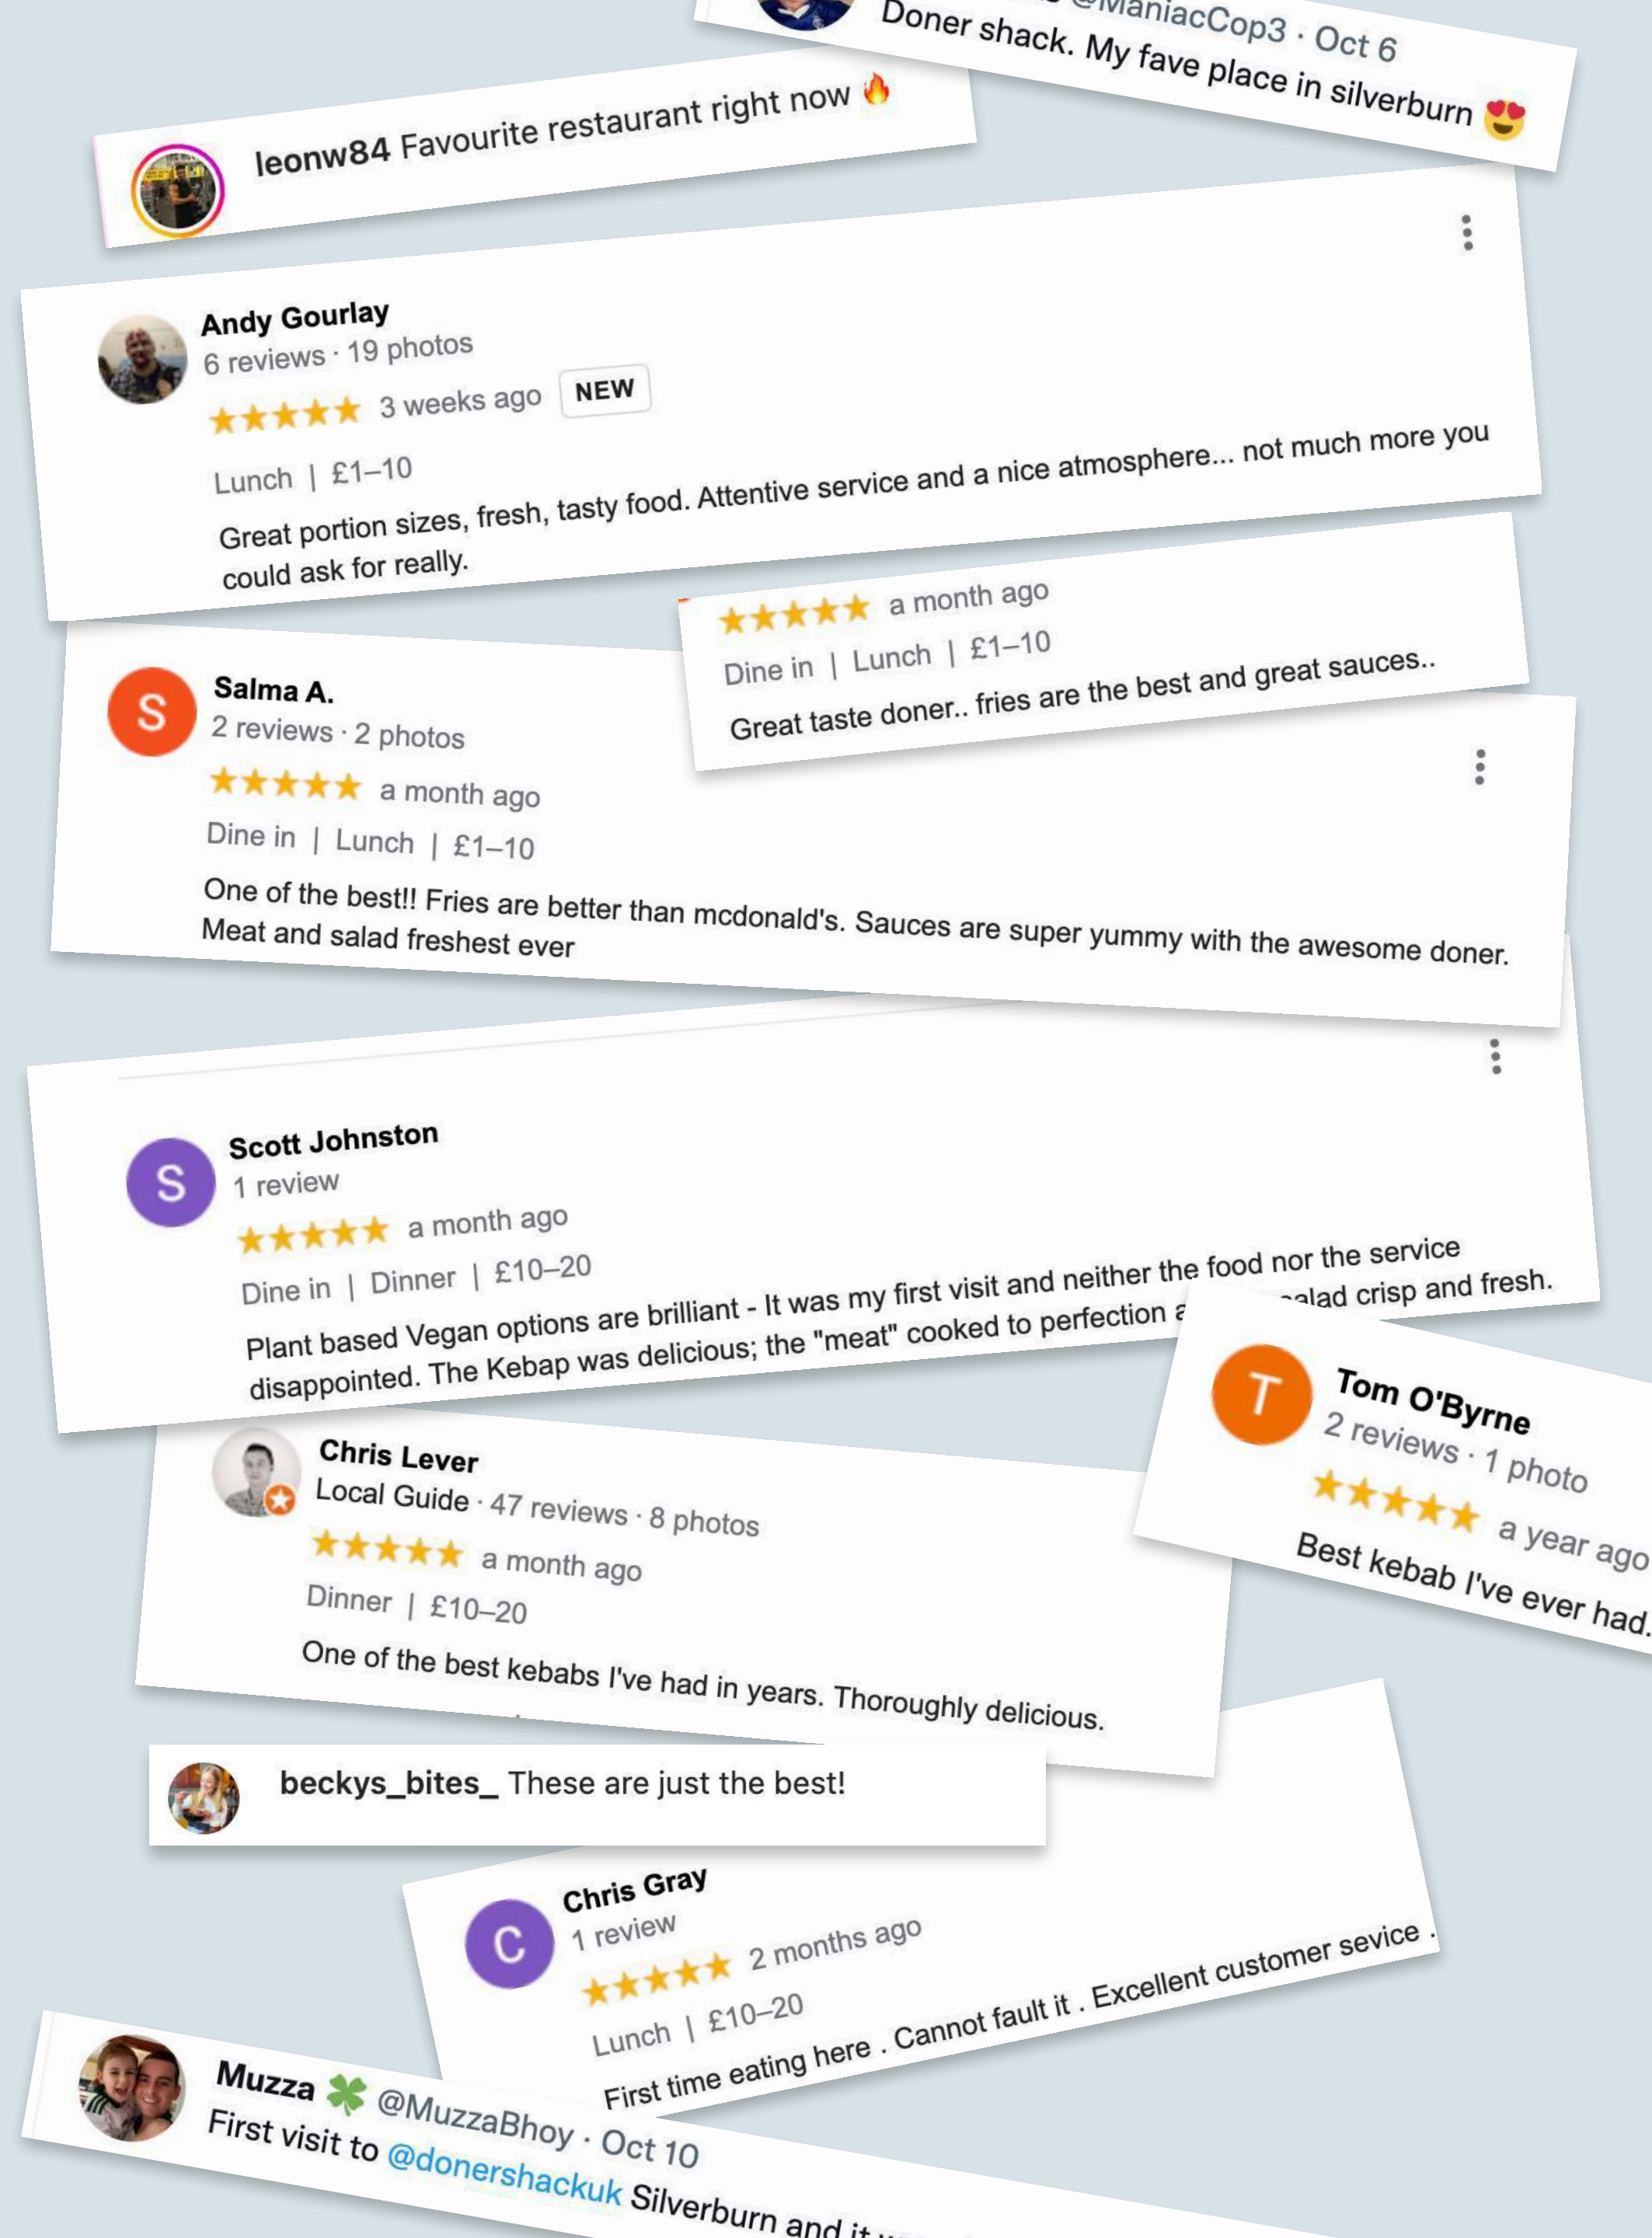 @ManiacCop3 · Oct 6
Doner shack. My fave place in silverburn 😍
leonw84 Favourite restaurant right now 🔥
Andy Gourlay
6 reviews · 19 photos
★★★★★ 3 weeks ago NEW
Lunch | £1–10
Great portion sizes, fresh, tasty food. Attentive service and a nice atmosphere... not much more you
could ask for really.
★★★★★ a month ago
Dine in | Lunch | £1–10
Great taste doner.. fries are the best and great sauces..
S
Salma A.
2 reviews · 2 photos
★★★★★ a month ago
Dine in | Lunch | £1–10
One of the best!! Fries are better than mcdonald's. Sauces are super yummy with the awesome doner.
Meat and salad freshest ever
S
Scott Johnston
1 review
★★★★★ a month ago
Dine in | Dinner | £10–20
Plant based Vegan options are brilliant - It was my first visit and neither the food nor the service
disappointed. The Kebap was delicious; the "meat" cooked to perfection salad crisp and fresh.
T
Tom O'Byrne
2 reviews · 1 photo
★★★★★ a year ago
Best kebab I've ever had.
Chris Lever
Local Guide · 47 reviews · 8 photos
★★★★★ a month ago
Dinner | £10–20
One of the best kebabs I've had in years. Thoroughly delicious.
beckys_bites_ These are just the best!
C
Chris Gray
1 review
★★★★★ 2 months ago
Lunch | £10–20
First time eating here . Cannot fault it . Excellent customer sevice .
Muzza 🍀 @MuzzaBhoy · Oct 10
First visit to @donershackuk Silverburn and it